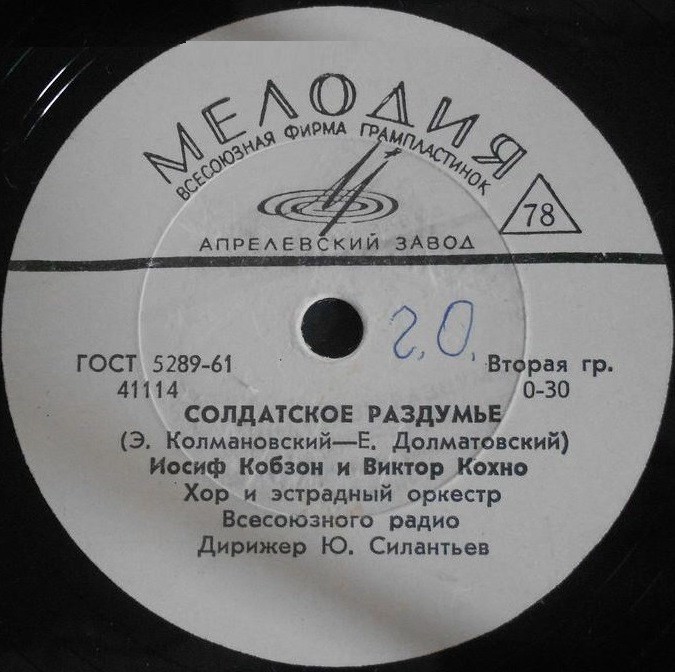 МЕЛОДИЯ
ВСЕСОЮЗНАЯ ФИРМА ГРАМПЛАСТИНОК
78
АПРЕЛЕВСКИЙ ЗАВОД
2,0,
ГОСТ 5289-61 Вторая гр.
41114 0-30
СОЛДАТСКОЕ РАЗДУМЬЕ
(Э. Колмановский—Е. Долматовский)
Иосиф Кобзон и Виктор Кохно
Хор и эстрадный оркестр
Всесоюзного радио
Дирижер Ю. Силантьев